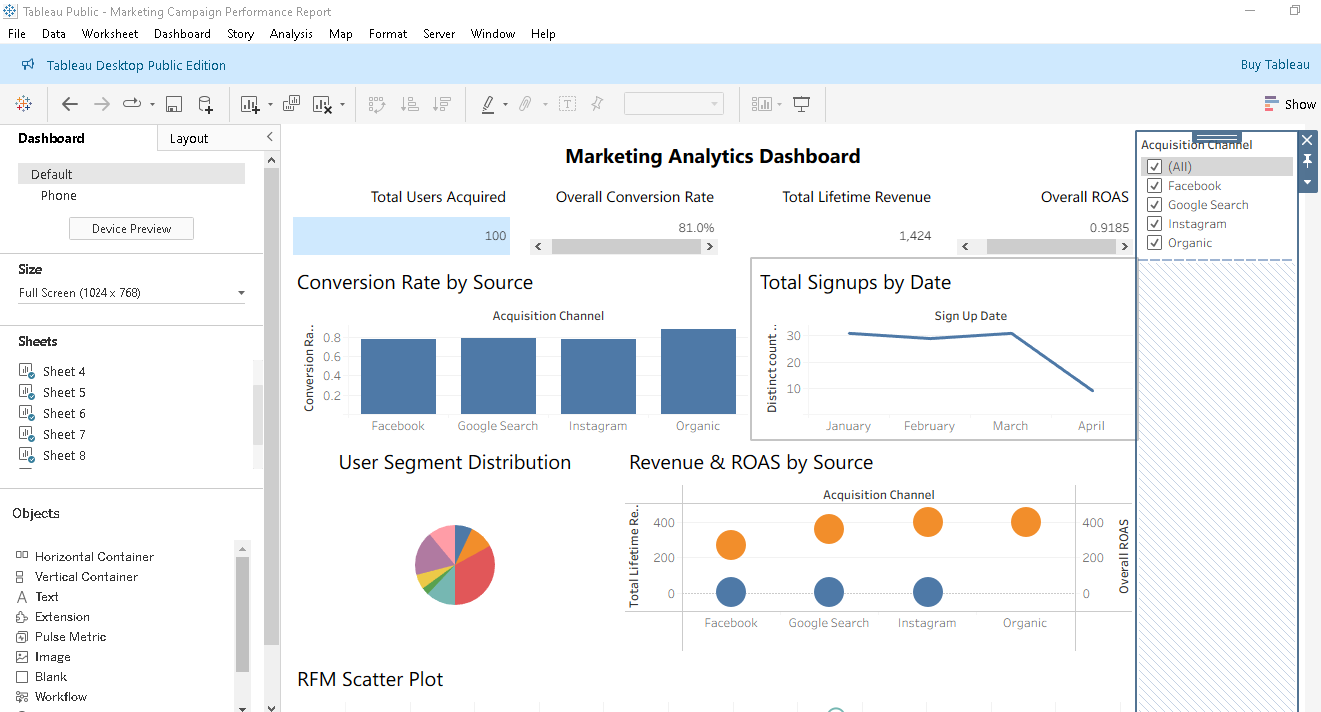 Tableau Public - Marketing Campaign Performance Report
File Data Worksheet Dashboard Story Analysis Map Format Server Window Help
Tableau Desktop Public Edition
Buy Tableau
Show
Dashboard
Layout
Default
Phone
Device Preview
Size
Full Screen (1024 x 768)
Sheets
Sheet 4
Sheet 5
Sheet 6
Sheet 7
Sheet 8
Objects
Horizontal Container
Vertical Container
Text
Extension
Pulse Metric
Image
Blank
Workflow
Marketing Analytics Dashboard
Total Users Acquired
100
Overall Conversion Rate
81.0%
Total Lifetime Revenue
1,424
Overall ROAS
0.9185
Conversion Rate by Source
Acquisition Channel
Conversion Ra..
0.8
0.6
0.4
0.2
Facebook Google Search Instagram Organic
Total Signups by Date
Sign Up Date
Distinct count ..
30
20
10
January February March April
User Segment Distribution
Revenue & ROAS by Source
Acquisition Channel
Total Lifetime Re..
400
200
0
400
200
0
Overall ROAS
Facebook Google Search Instagram Organic
RFM Scatter Plot
Acquisition Channel
(All)
Facebook
Google Search
Instagram
Organic